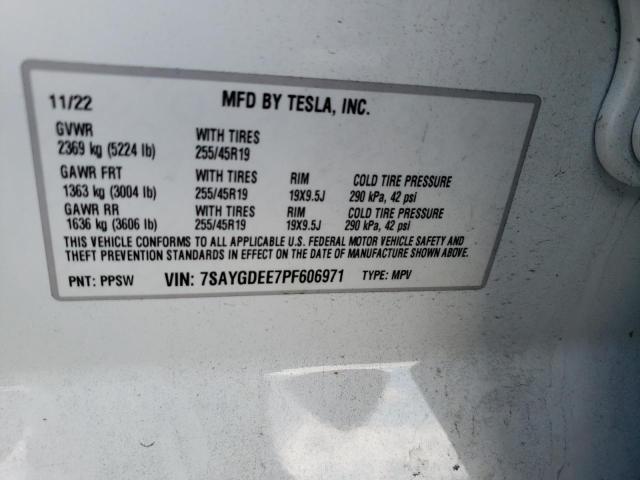 11/22 MFD BY TESLA, INC.
GVWR WITH TIRES
2369 kg (5224 lb) 255/45R19
GAWR FRT WITH TIRES RIM COLD TIRE PRESSURE
1363 kg (3004 lb) 255/45R19 19X9.5J 290 kPa, 42 psi
GAWR RR WITH TIRES RIM COLD TIRE PRESSURE
1636 kg (3606 lb) 255/45R19 19X9.5J 290 kPa, 42 psi
THIS VEHICLE CONFORMS TO ALL APPLICABLE U.S. FEDERAL MOTOR VEHICLE SAFETY AND
THEFT PREVENTION STANDARDS IN EFFECT ON THE DATE OF MANUFACTURE SHOWN ABOVE.
PNT: PPSW VIN: 7SAYGDEE7PF606971 TYPE: MPV